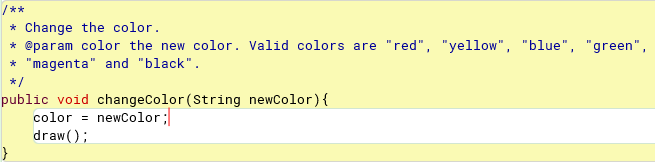 /**
 * Change the color.
 * @param color the new color. Valid colors are "red", "yellow", "blue", "green",
 * "magenta" and "black".
 */
public void changeColor(String newColor){
    color = newColor;
    draw();
}